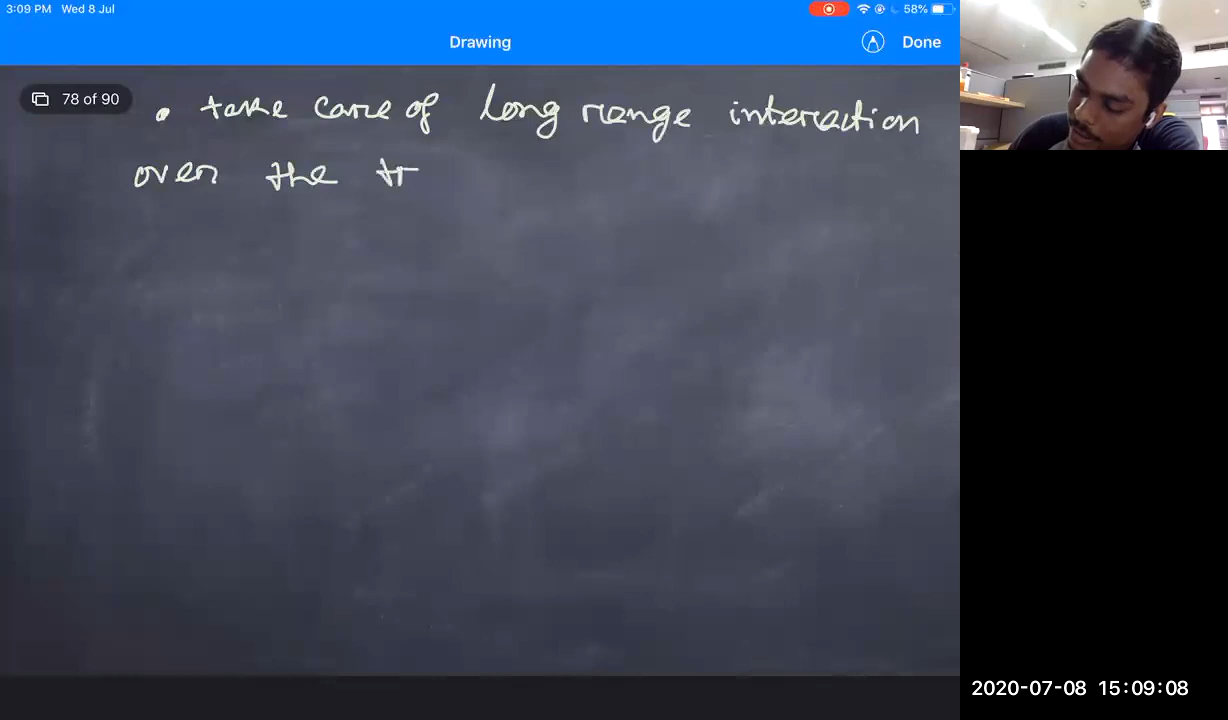 3:09 PM Wed 8 Jul 58%
Drawing Done
78 of 90
• take care of long range interaction
over the tr
2020-07-08 15:09:08